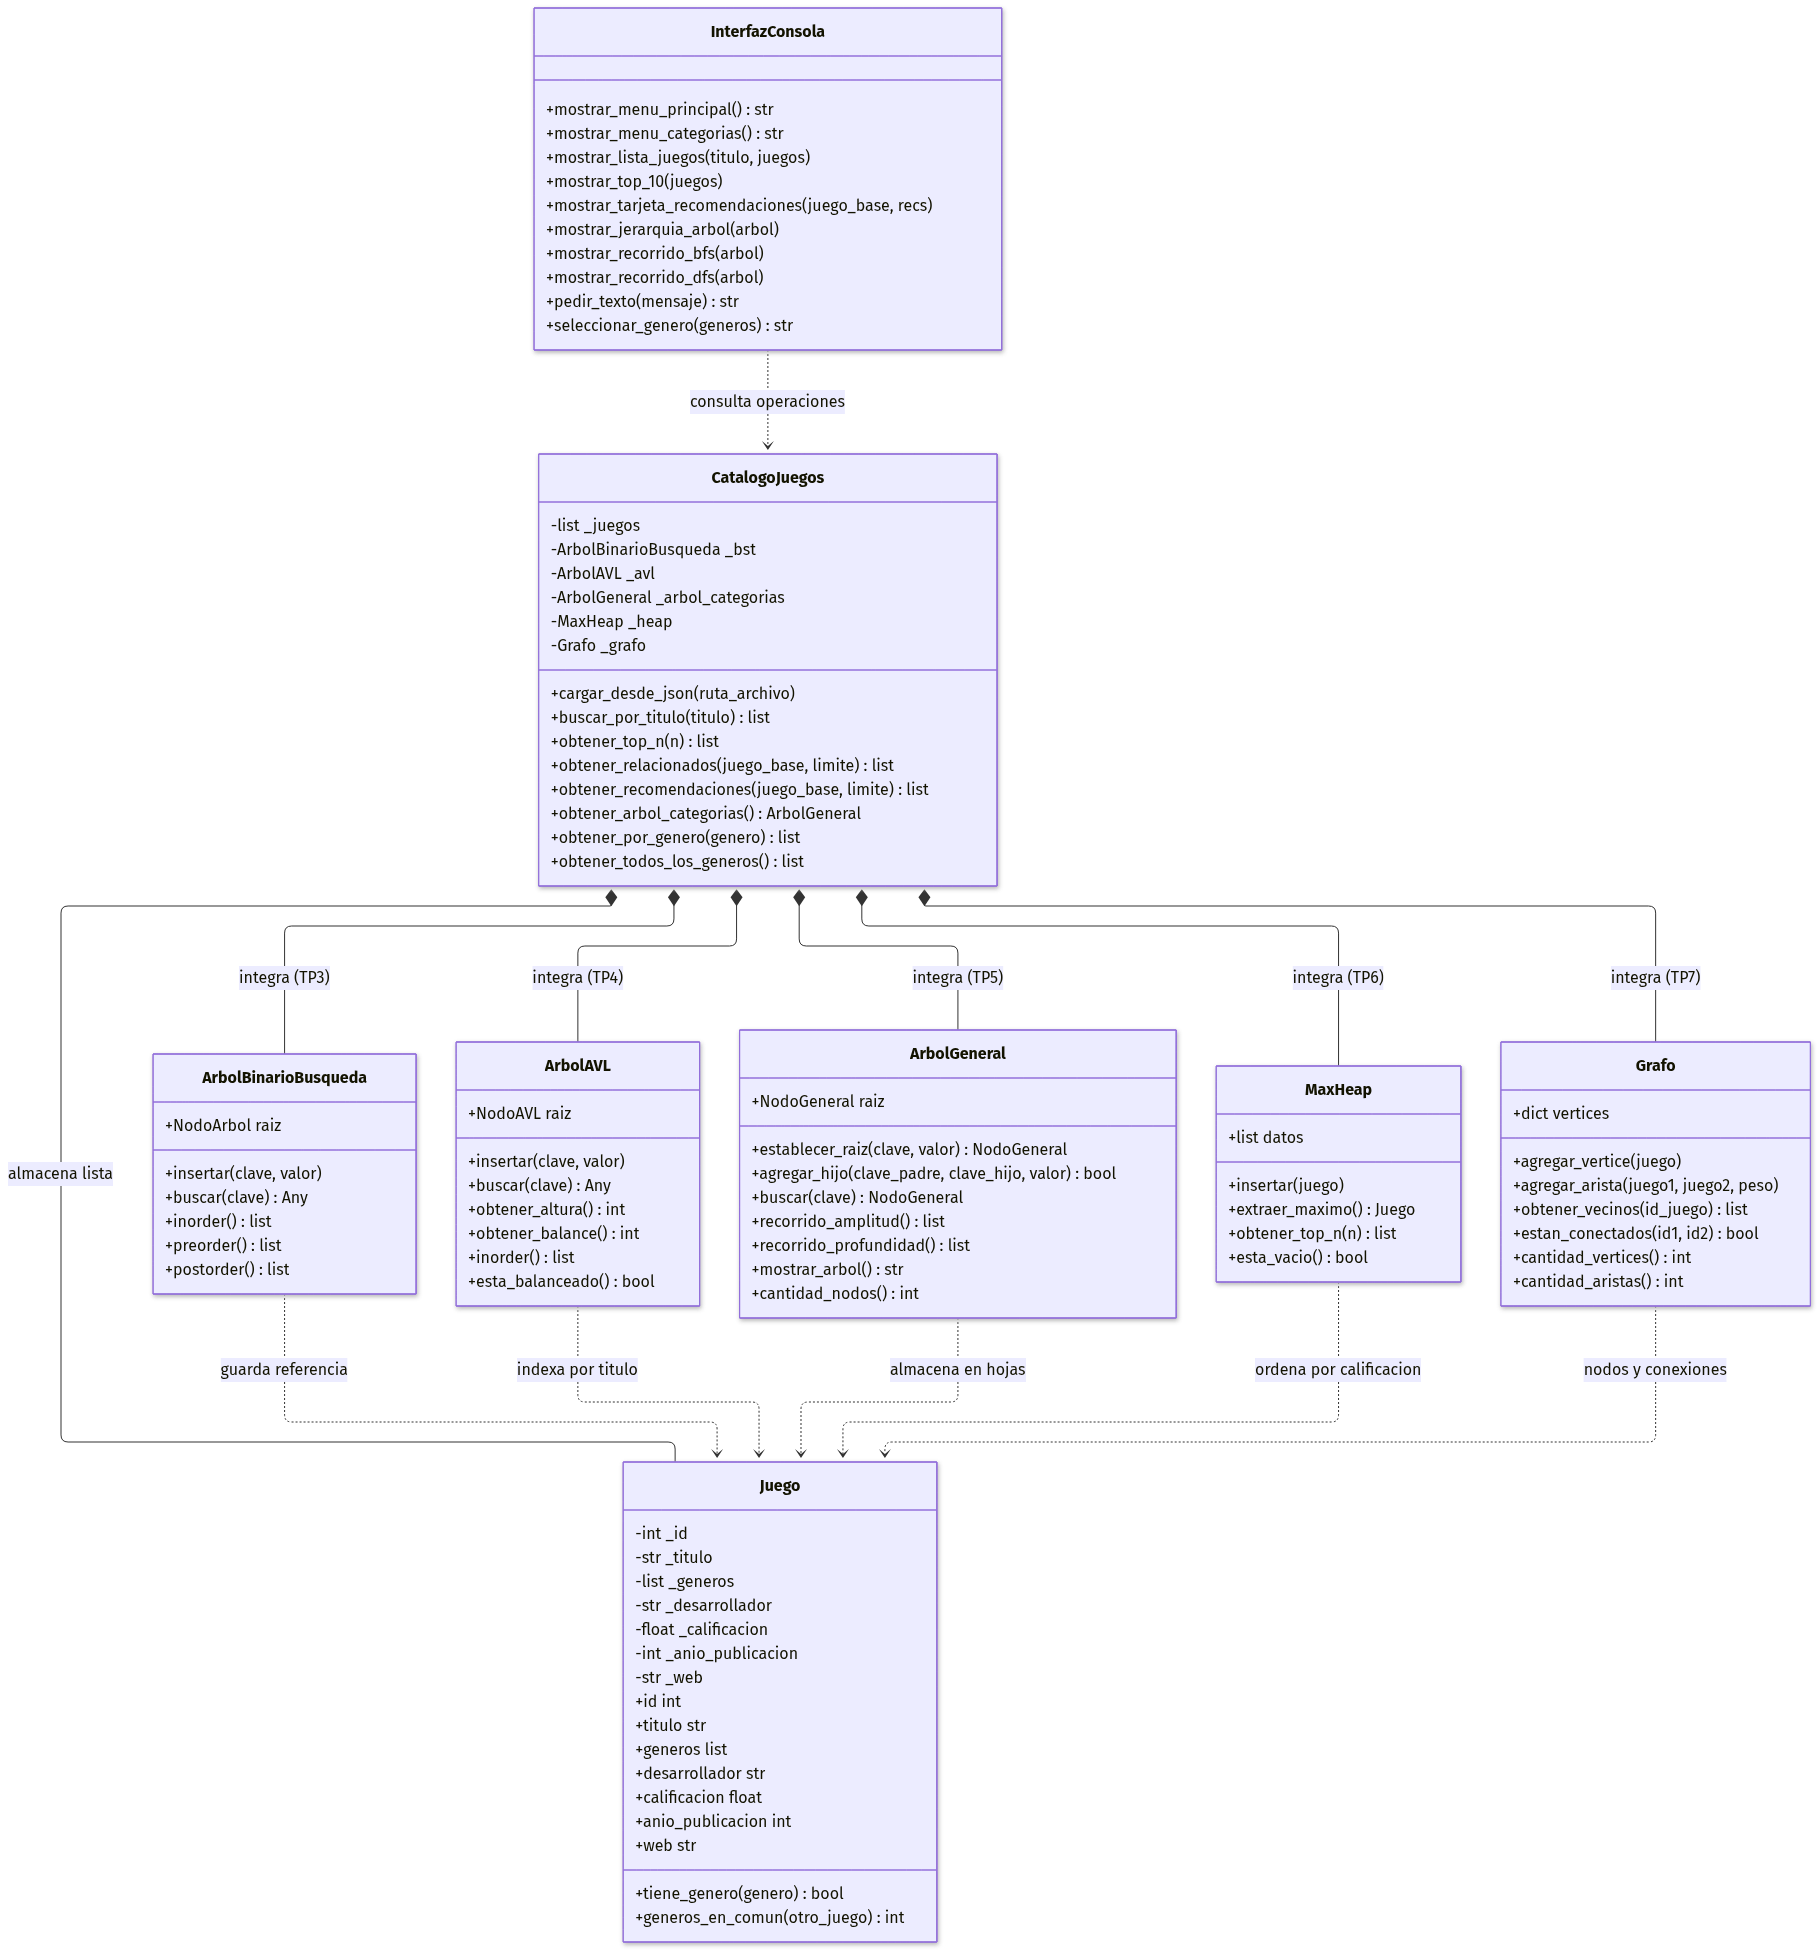 InterfazConsola
+mostrar_menu_principal() : str
+mostrar_menu_categorias() : str
+mostrar_lista_juegos(titulo, juegos)
+mostrar_top_10(juegos)
+mostrar_tarjeta_recomendaciones(juego_base, recs)
+mostrar_jerarquia_arbol(arbol)
+mostrar_recorrido_bfs(arbol)
+mostrar_recorrido_dfs(arbol)
+pedir_texto(mensaje) : str
+seleccionar_genero(generos) : str
consulta operaciones
CatalogoJuegos
-list _juegos
-ArbolBinarioBusqueda _bst
-ArbolAVL _avl
-ArbolGeneral _arbol_categorias
-MaxHeap _heap
-Grafo _grafo
+cargar_desde_json(ruta_archivo)
+buscar_por_titulo(titulo) : list
+obtener_top_n(n) : list
+obtener_relacionados(juego_base, limite) : list
+obtener_recomendaciones(juego_base, limite) : list
+obtener_arbol_categorias() : ArbolGeneral
+obtener_por_genero(genero) : list
+obtener_todos_los_generos() : list
integra (TP3)
integra (TP4)
integra (TP5)
integra (TP6)
integra (TP7)
almacena lista
ArbolBinarioBusqueda
+NodoArbol raiz
+insertar(clave, valor)
+buscar(clave) : Any
+inorder() : list
+preorder() : list
+postorder() : list
ArbolAVL
+NodoAVL raiz
+insertar(clave, valor)
+buscar(clave) : Any
+obtener_altura() : int
+obtener_balance() : int
+inorder() : list
+esta_balanceado() : bool
ArbolGeneral
+NodoGeneral raiz
+establecer_raiz(clave, valor) : NodoGeneral
+agregar_hijo(clave_padre, clave_hijo, valor) : bool
+buscar(clave) : NodoGeneral
+recorrido_amplitud() : list
+recorrido_profundidad() : list
+mostrar_arbol() : str
+cantidad_nodos() : int
MaxHeap
+list datos
+insertar(juego)
+extraer_maximo() : Juego
+obtener_top_n(n) : list
+esta_vacio() : bool
Grafo
+dict vertices
+agregar_vertice(juego)
+agregar_arista(juego1, juego2, peso)
+obtener_vecinos(id_juego) : list
+estan_conectados(id1, id2) : bool
+cantidad_vertices() : int
+cantidad_aristas() : int
guarda referencia
indexa por titulo
almacena en hojas
ordena por calificacion
nodos y conexiones
Juego
-int _id
-str _titulo
-list _generos
-str _desarrollador
-float _calificacion
-int _anio_publicacion
-str _web
+id int
+titulo str
+generos list
+desarrollador str
+calificacion float
+anio_publicacion int
+web str
+tiene_genero(genero) : bool
+generos_en_comun(otro_juego) : int